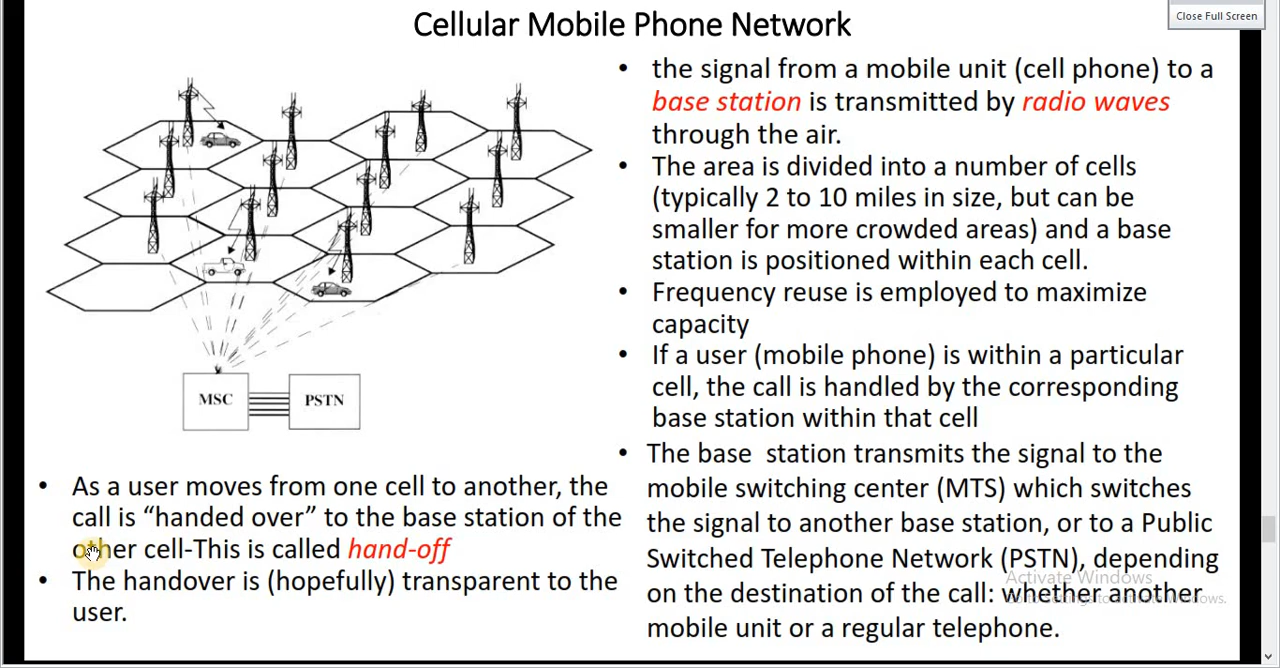 Cellular Mobile Phone Network
Close Full Screen
• the signal from a mobile unit (cell phone) to a
base station is transmitted by radio waves
through the air.
• The area is divided into a number of cells
(typically 2 to 10 miles in size, but can be
smaller for more crowded areas) and a base
station is positioned within each cell.
• Frequency reuse is employed to maximize
capacity
• If a user (mobile phone) is within a particular
cell, the call is handled by the corresponding
base station within that cell
• The base station transmits the signal to the
mobile switching center (MTS) which switches
the signal to another base station, or to a Public
Switched Telephone Network (PSTN), depending
on the destination of the call: whether another
mobile unit or a regular telephone.
MSC
PSTN
• As a user moves from one cell to another, the
call is “handed over” to the base station of the
other cell-This is called hand-off
• The handover is (hopefully) transparent to the
user.
Activate Windows
Go to Settings to activate Windows.